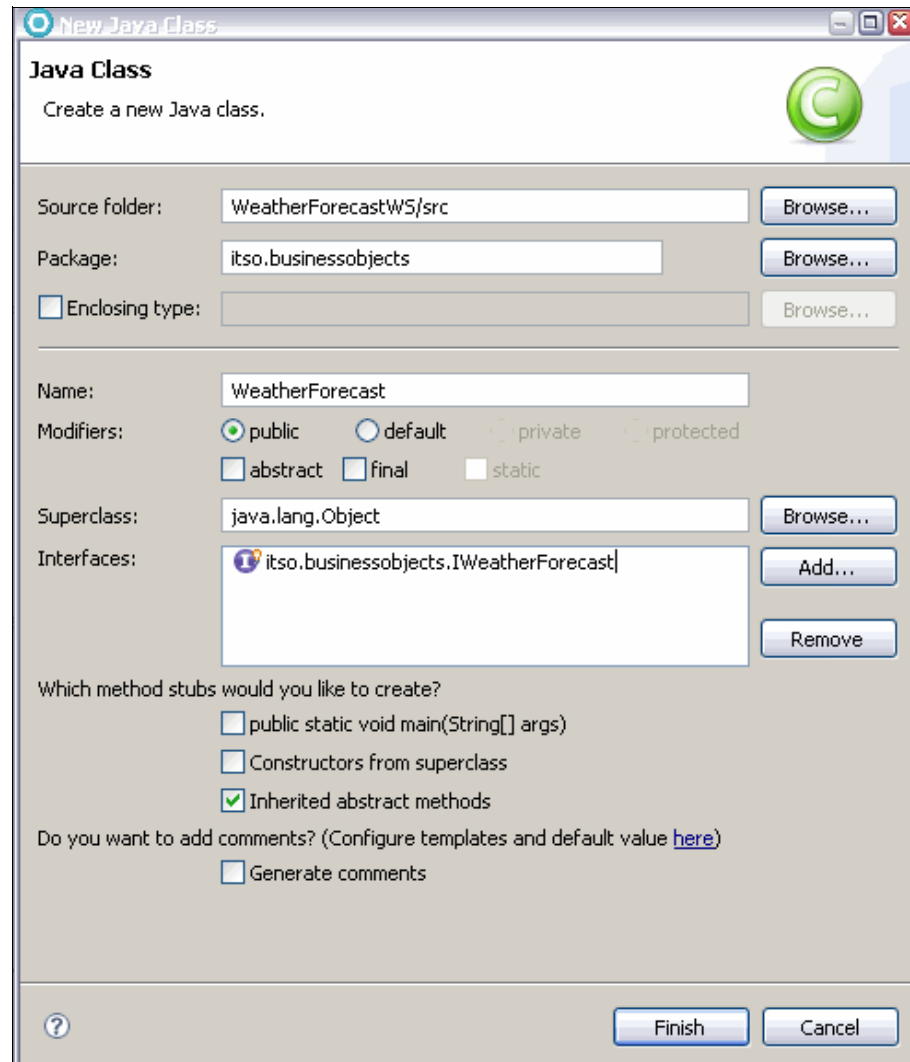 New Java Class
Java Class
Create a new Java class.
Source folder: WeatherForecastWS/src Browse...
Package: itso.businessobjects Browse...
Enclosing type: Browse...
Name: WeatherForecast
Modifiers: public default private protected
abstract final static
Superclass: java.lang.Object Browse...
Interfaces: itso.businessobjects.IWeatherForecast Add...
Remove
Which method stubs would you like to create?
public static void main(String[] args)
Constructors from superclass
Inherited abstract methods
Do you want to add comments? (Configure templates and default value here)
Generate comments
Finish Cancel